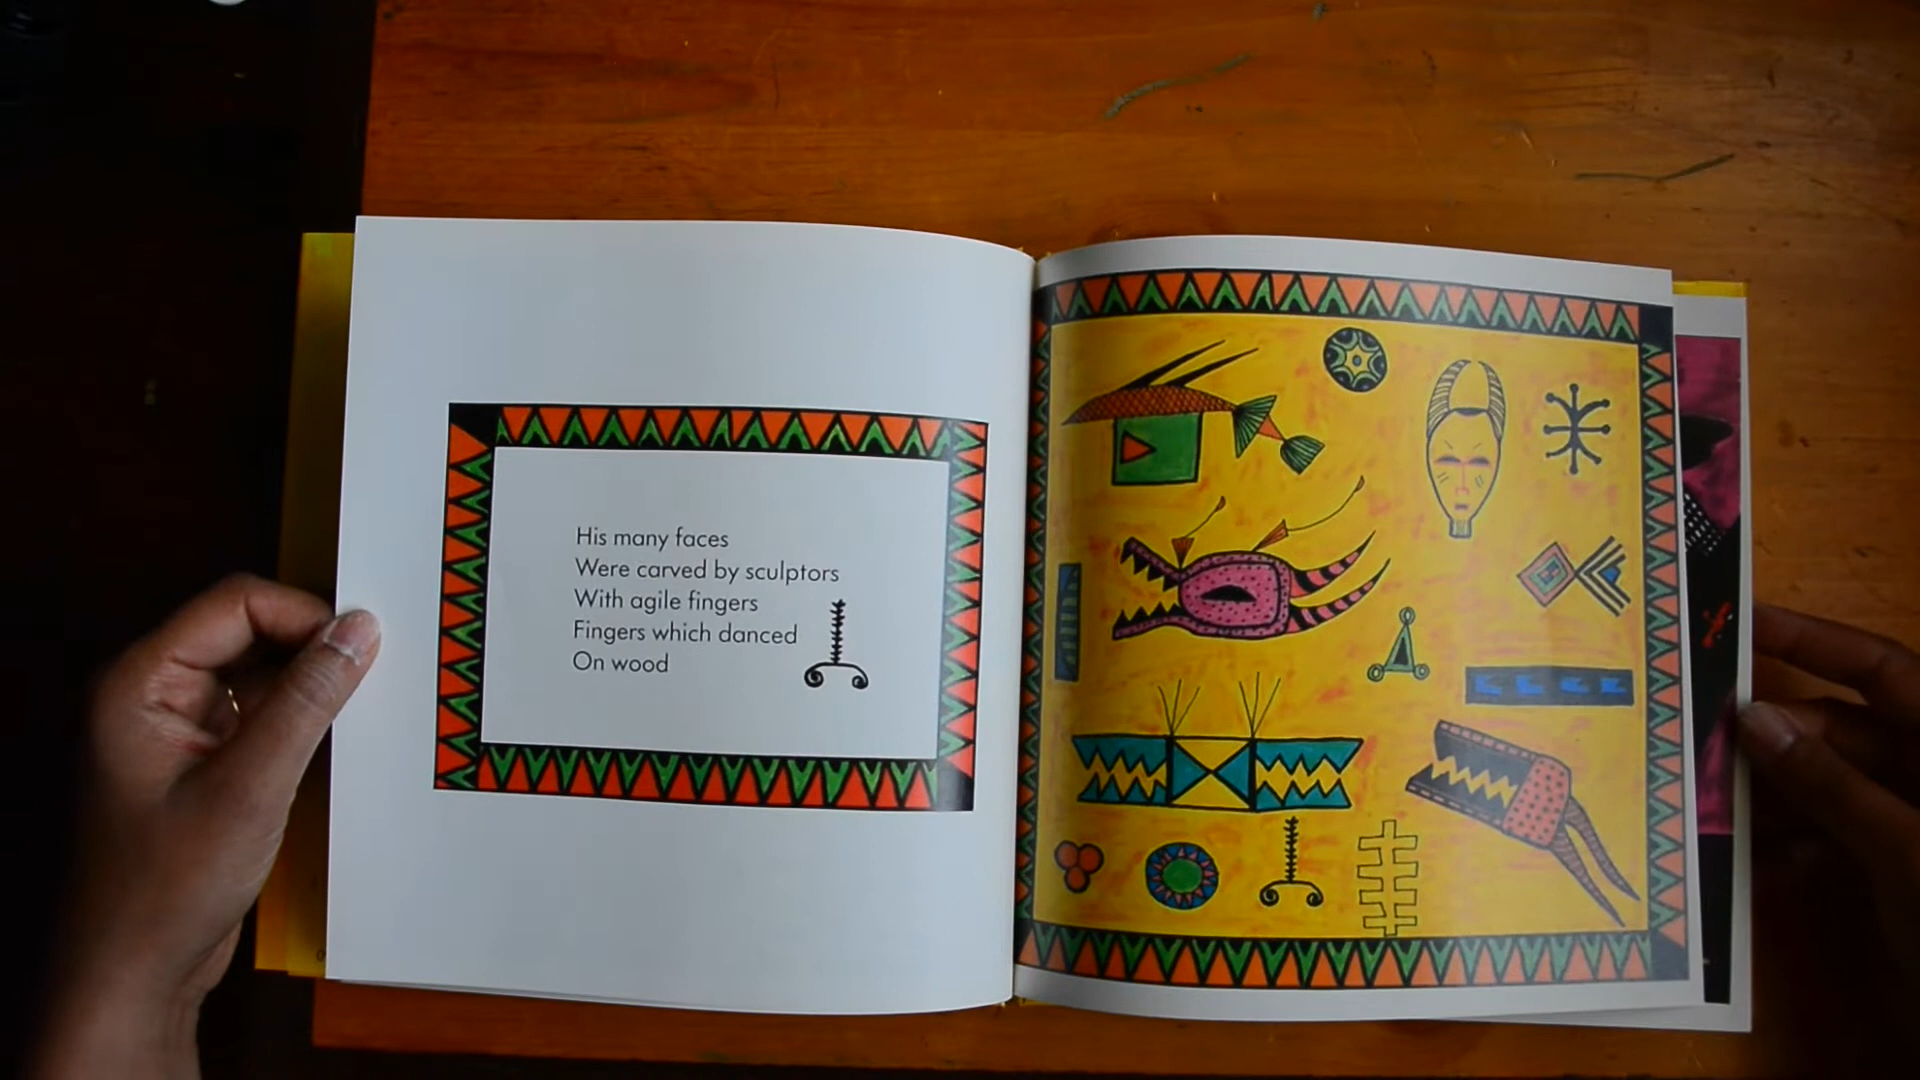 His many faces
Were carved by sculptors
With agile fingers
Fingers which danced
On wood